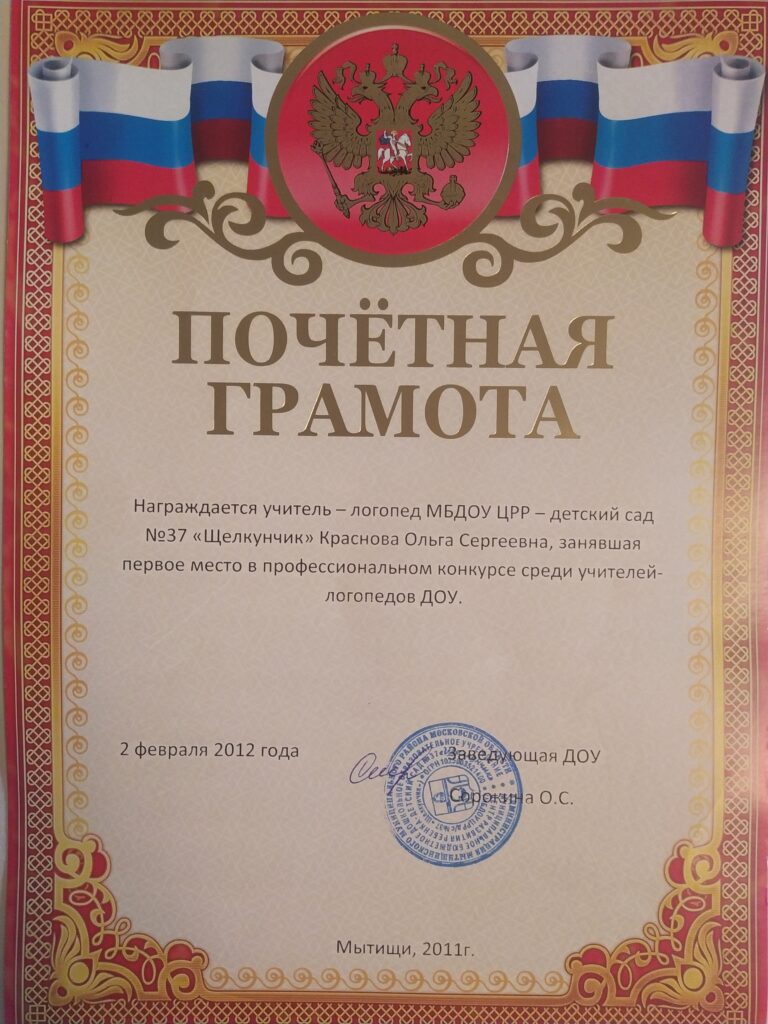 ПОЧЁТНАЯ
ГРАМОТА
Награждается учитель – логопед МБДОУ ЦРР – детский сад
№37 «Щелкунчик» Краснова Ольга Сергеевна, занявшая
первое место в профессиональном конкурсе среди учителей-
логопедов ДОУ.
2 февраля 2012 года
Заведующая ДОУ
Сорокина О.С.
Мытищи, 2011г.